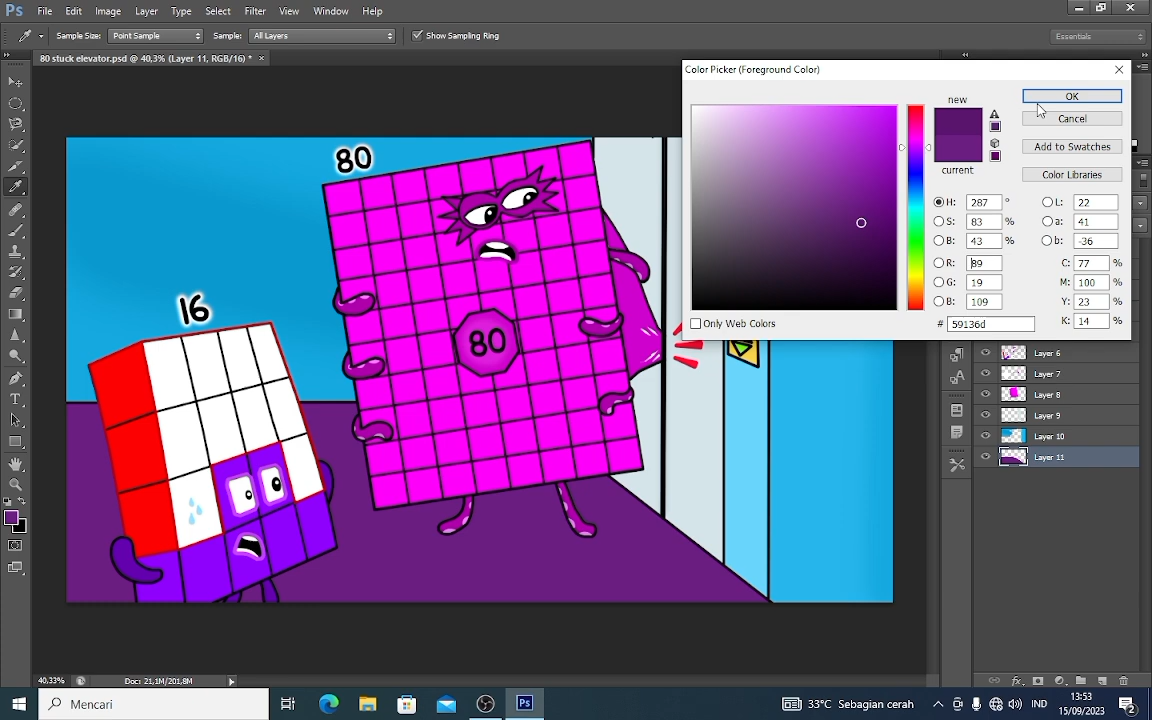 Ps File Edit Image Layer Type Select Filter View Window Help
Sample Size: Point Sample Sample: All Layers Show Sampling Ring Essentials
80 stuck elevator.psd @ 40,3% (Layer 11, RGB/16) * ×
Color Picker (Foreground Color)
new
OK
Cancel
Add to Swatches
current
Color Libraries
H: 287 ° L: 22
S: 83 % a: 41
B: 43 % b: -36
R: 89 C: 77 %
G: 19 M: 100 %
B: 109 Y: 23 %
# 59136d K: 14 %
Only Web Colors
80
16
80
Layer 6
Layer 7
Layer 8
Layer 9
Layer 10
Layer 11
40,33% Doc: 21,1M/201,8M
Mencari
33°C Sebagian cerah
IND
13:53
15/09/2023
2